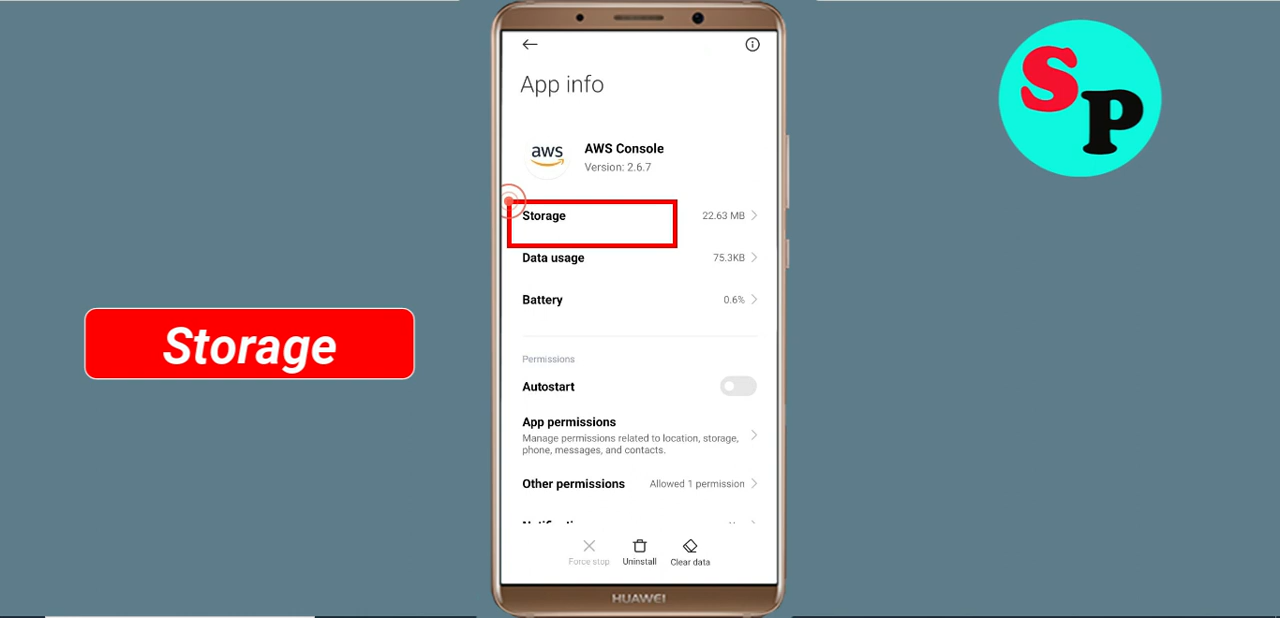 App info
aws
AWS Console
Version: 2.6.7
Storage 22.63 MB
Data usage 75.3KB
Battery 0.6%
Permissions
Autostart
App permissions
Manage permissions related to location, storage,
phone, messages, and contacts.
Other permissions Allowed 1 permission
Force stop Uninstall Clear data
HUAWEI
Storage
SP